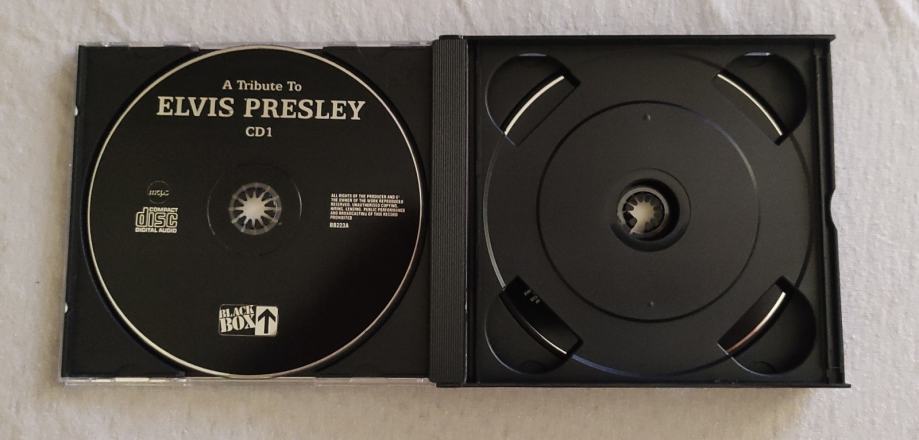 A Tribute To
ELVIS PRESLEY
CD1
COMPACT
disc
DIGITAL AUDIO
ALL RIGHTS OF THE PRODUCER AND OF
THE OWNER OF THE WORK REPRODUCED
RESERVED. UNAUTHORISED COPYING,
HIRING, LENDING, PUBLIC PERFORMANCE
AND BROADCASTING OF THIS RECORD
PROHIBITED
BB223A
BLACK
BOX